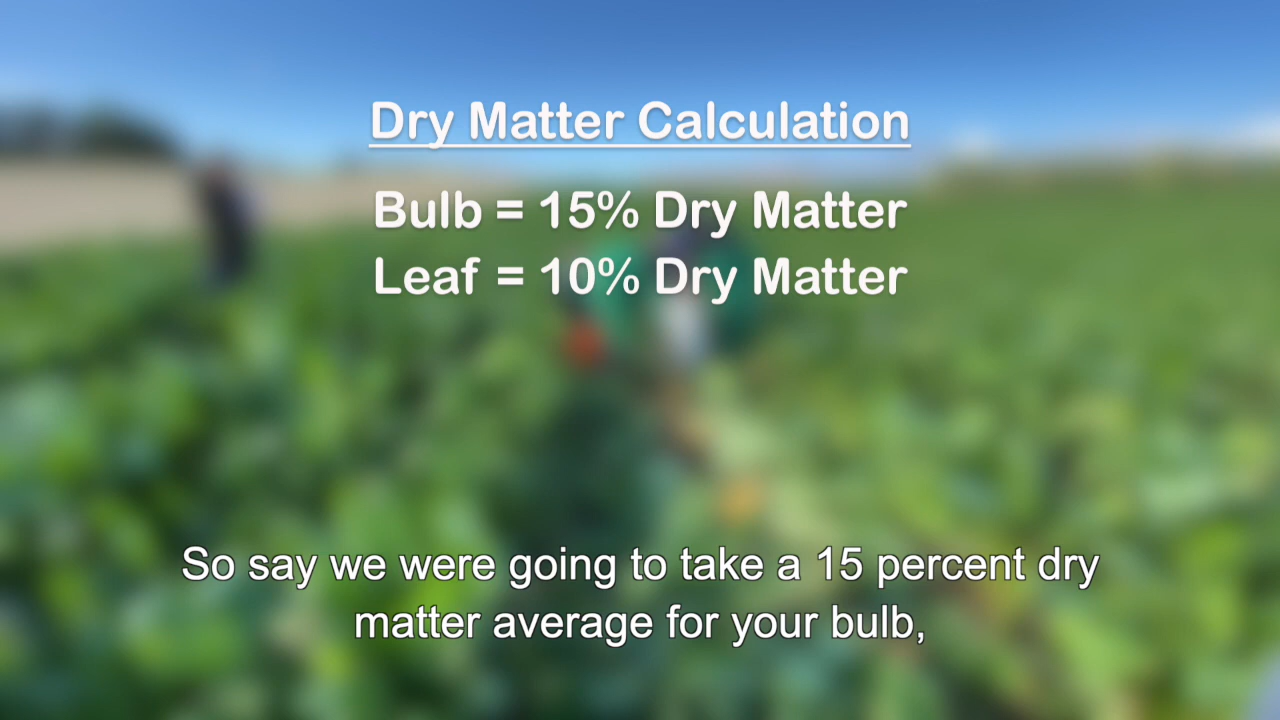 Dry Matter Calculation
Bulb = 15% Dry Matter
Leaf = 10% Dry Matter
So say we were going to take a 15 percent dry
matter average for your bulb,